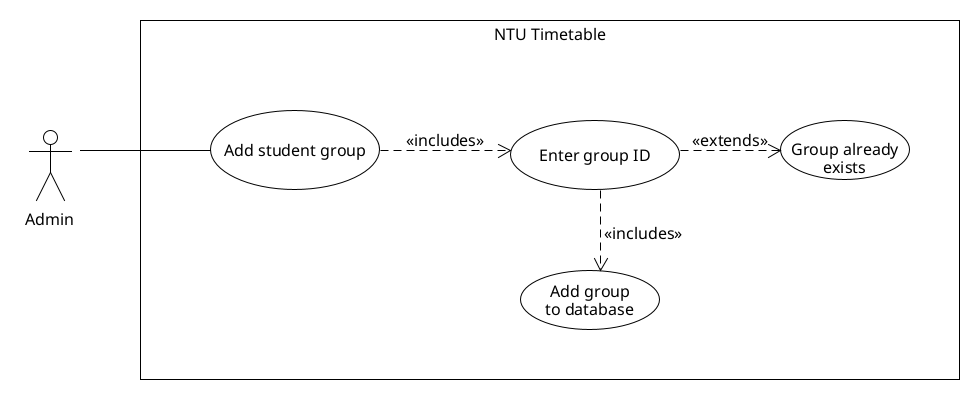 NTU Timetable
Add student group
«includes»
Enter group ID
«extends»
Group already
exists
Admin
«includes»
Add group
to database